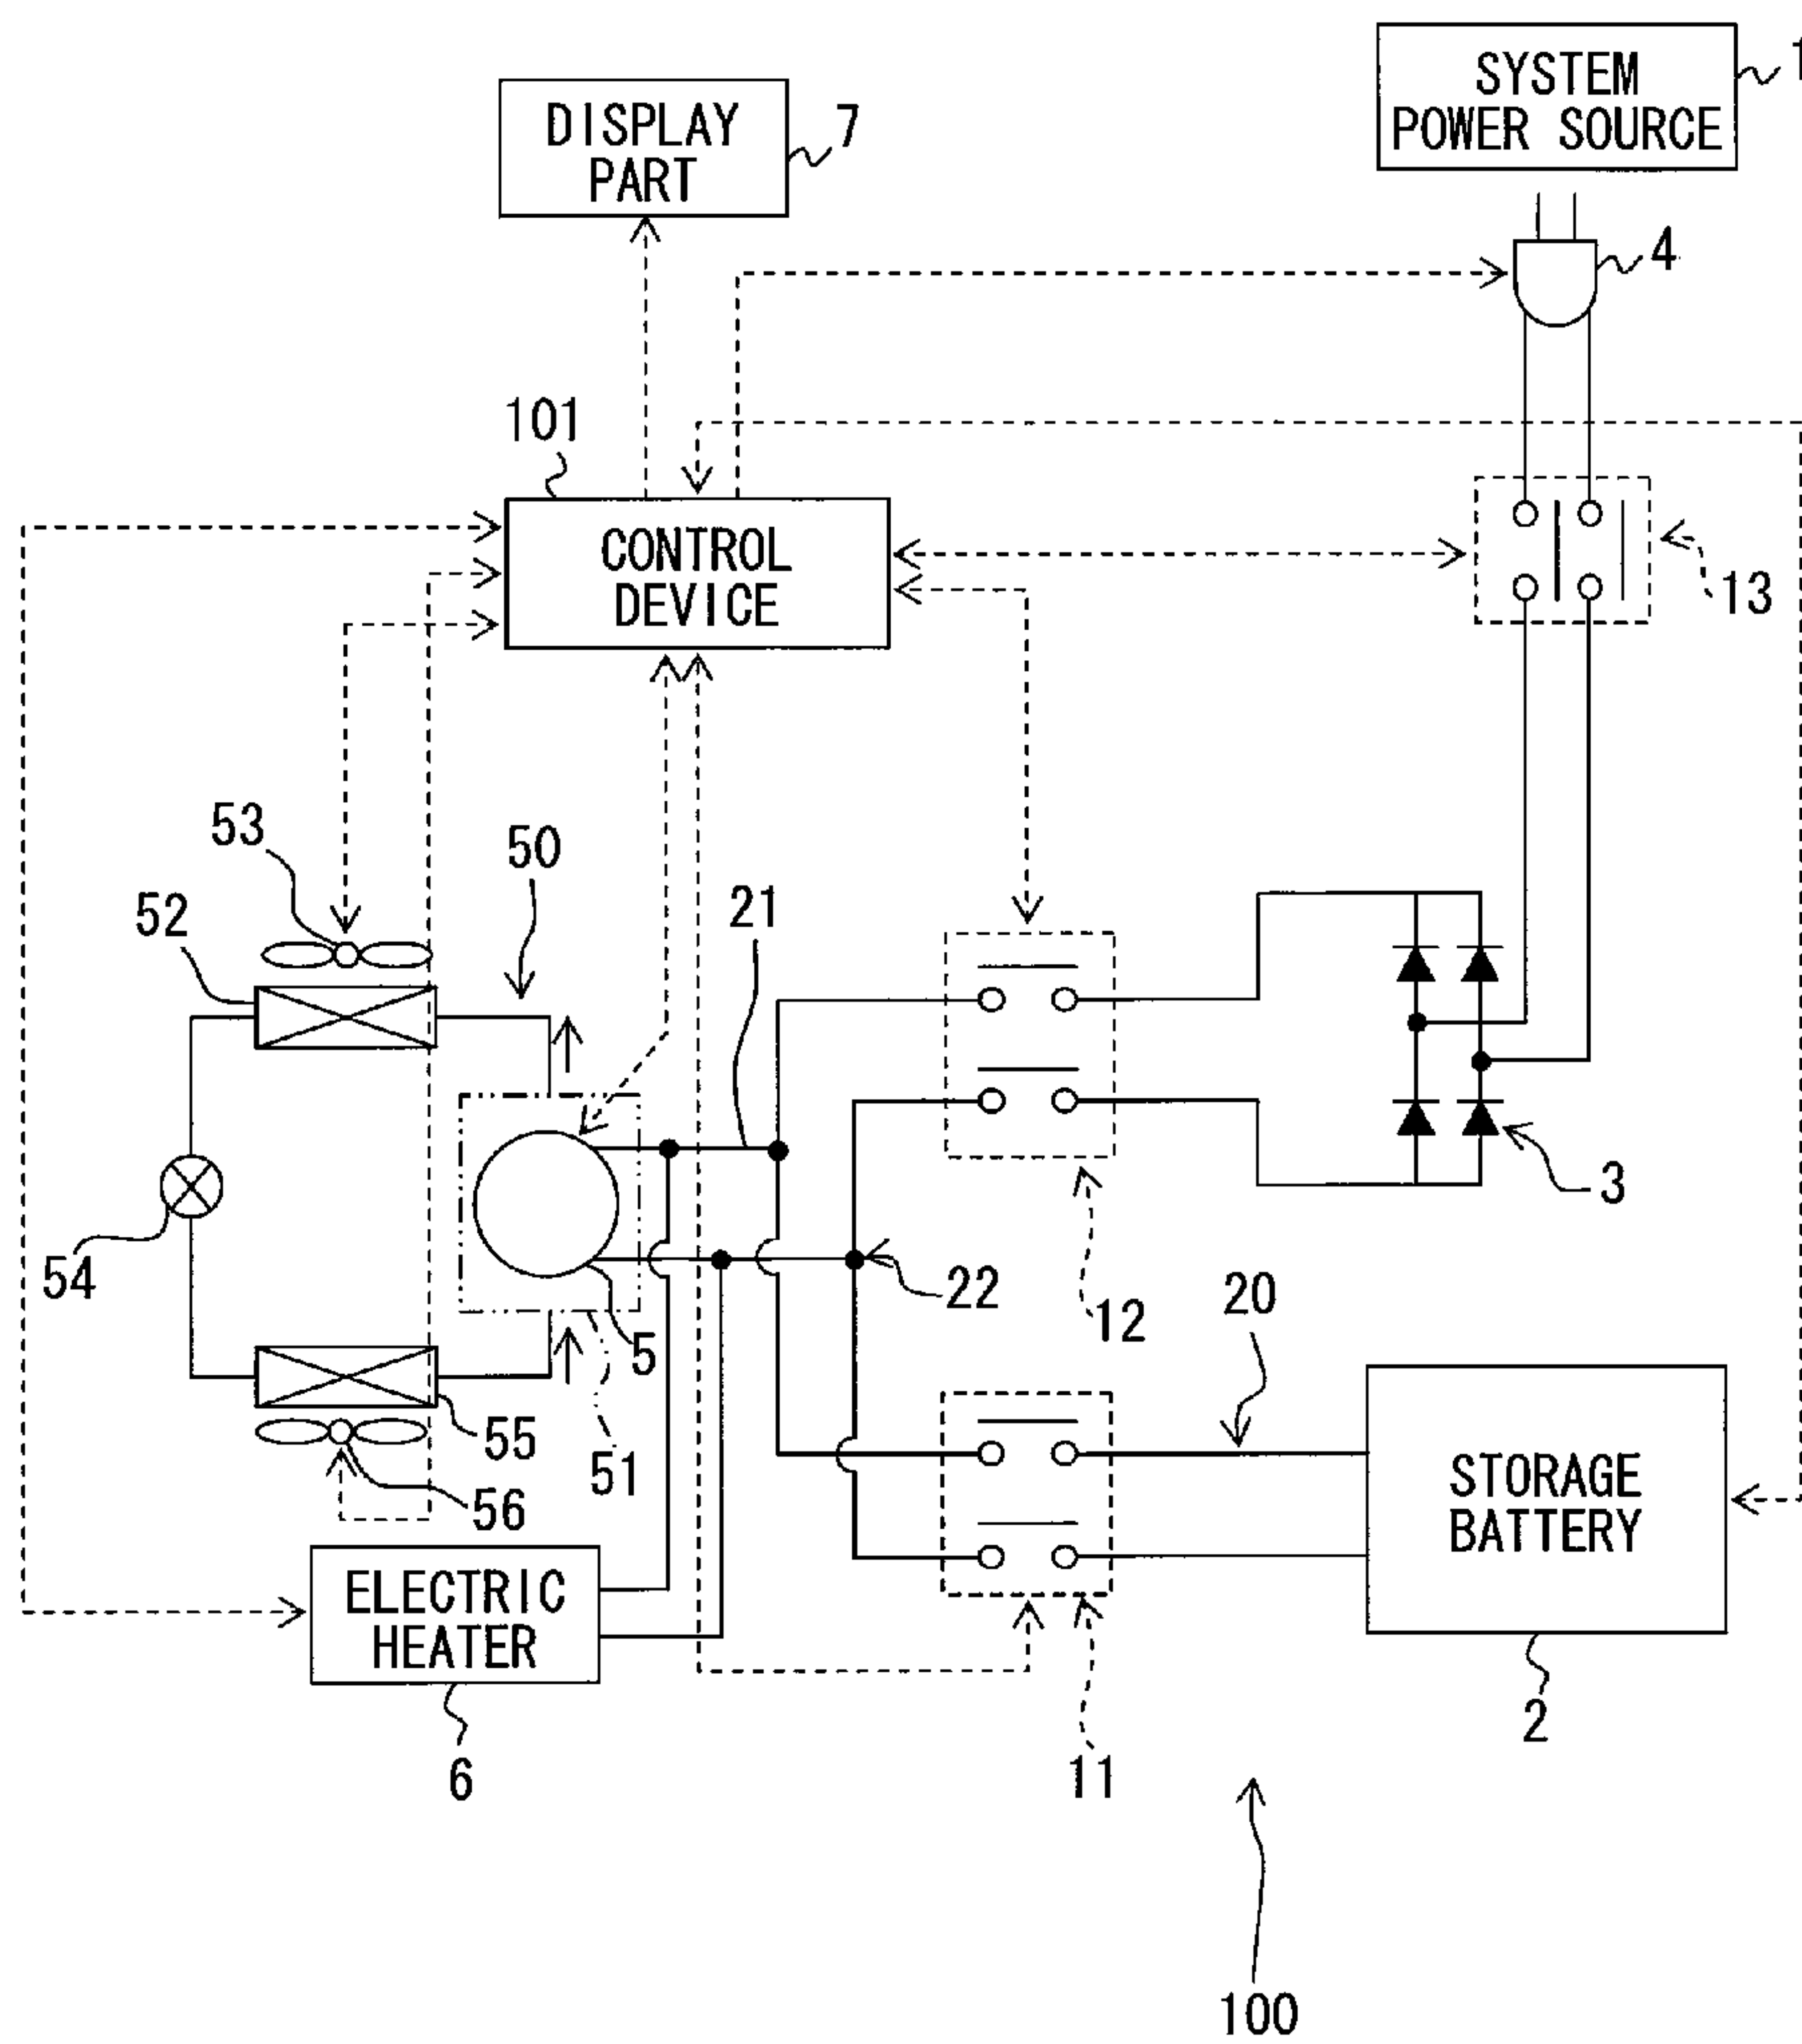 SYSTEM
POWER SOURCE
1
DISPLAY
PART
7
4
101
CONTROL
DEVICE
13
53
50
52
21
3
54
22
12
20
5
55
51
56
STORAGE
BATTERY
ELECTRIC
HEATER
2
6
11
100